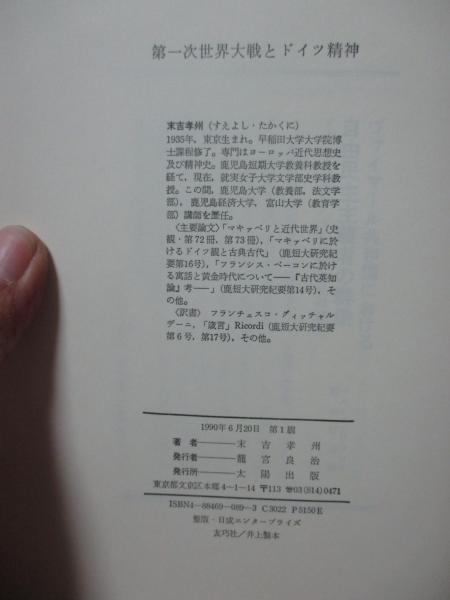 第一次世界大戦とドイツ精神
末吉孝州（すえよし・たかくに）
1935年、東京生まれ。早稲田大学大学院博
士課程修了。専門はヨーロッパ近代思想史
及び精神史。鹿児島短期大学教養科教授を
経て、現在，就実女子大学文学部史学科教
授。この間，鹿児島大学（教養部、法文学
部），鹿児島経済大学、富山大学（教育学
部）講師を歴任。
〈主要論文〉「マキァベリと近代世界」（史
観・第72冊，第73冊），「マキァベリに於
けるドイツ観と古典古代」（鹿短大研究紀
要第16号），「フランシス・ベーコンに於け
る寓話と黄金時代について――『古代英知
論』考――」（鹿短大研究紀要第14号），そ
の他。
〈訳書〉 フランチェスコ・グィッチャル
デーニ，「箴言」Ricordi（鹿短大研究紀要
第6号，第17号），その他。
1990年6月20日 第1刷
著者――末吉孝州
発行者――籠宮良治
発行所――太陽出版
東京都文京区本郷4-1-14 〒113 ☎03(814)0471
ISBN4-88469-089-3 C3022 P5150E
整版・日成エンタープライズ
友巧社/井上製本